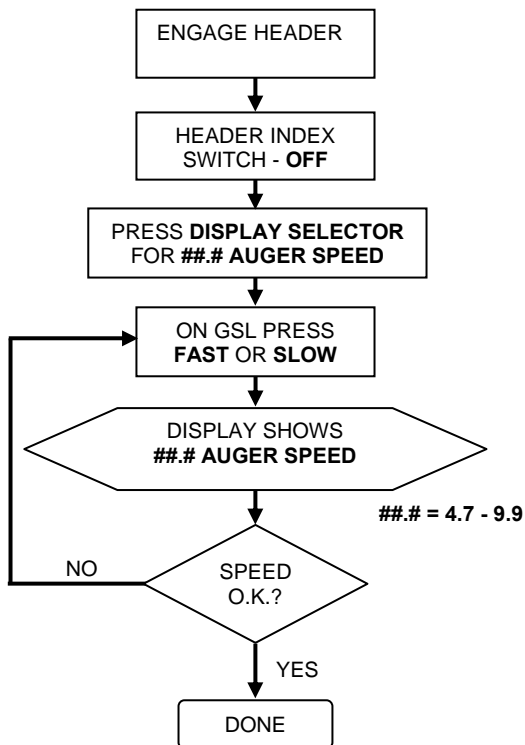 ENGAGE HEADER
HEADER INDEX
SWITCH - OFF
PRESS DISPLAY SELECTOR
FOR ##.# AUGER SPEED
ON GSL PRESS
FAST OR SLOW
DISPLAY SHOWS
##.# AUGER SPEED
##.# = 4.7 - 9.9
NO
SPEED
O.K.?
YES
DONE